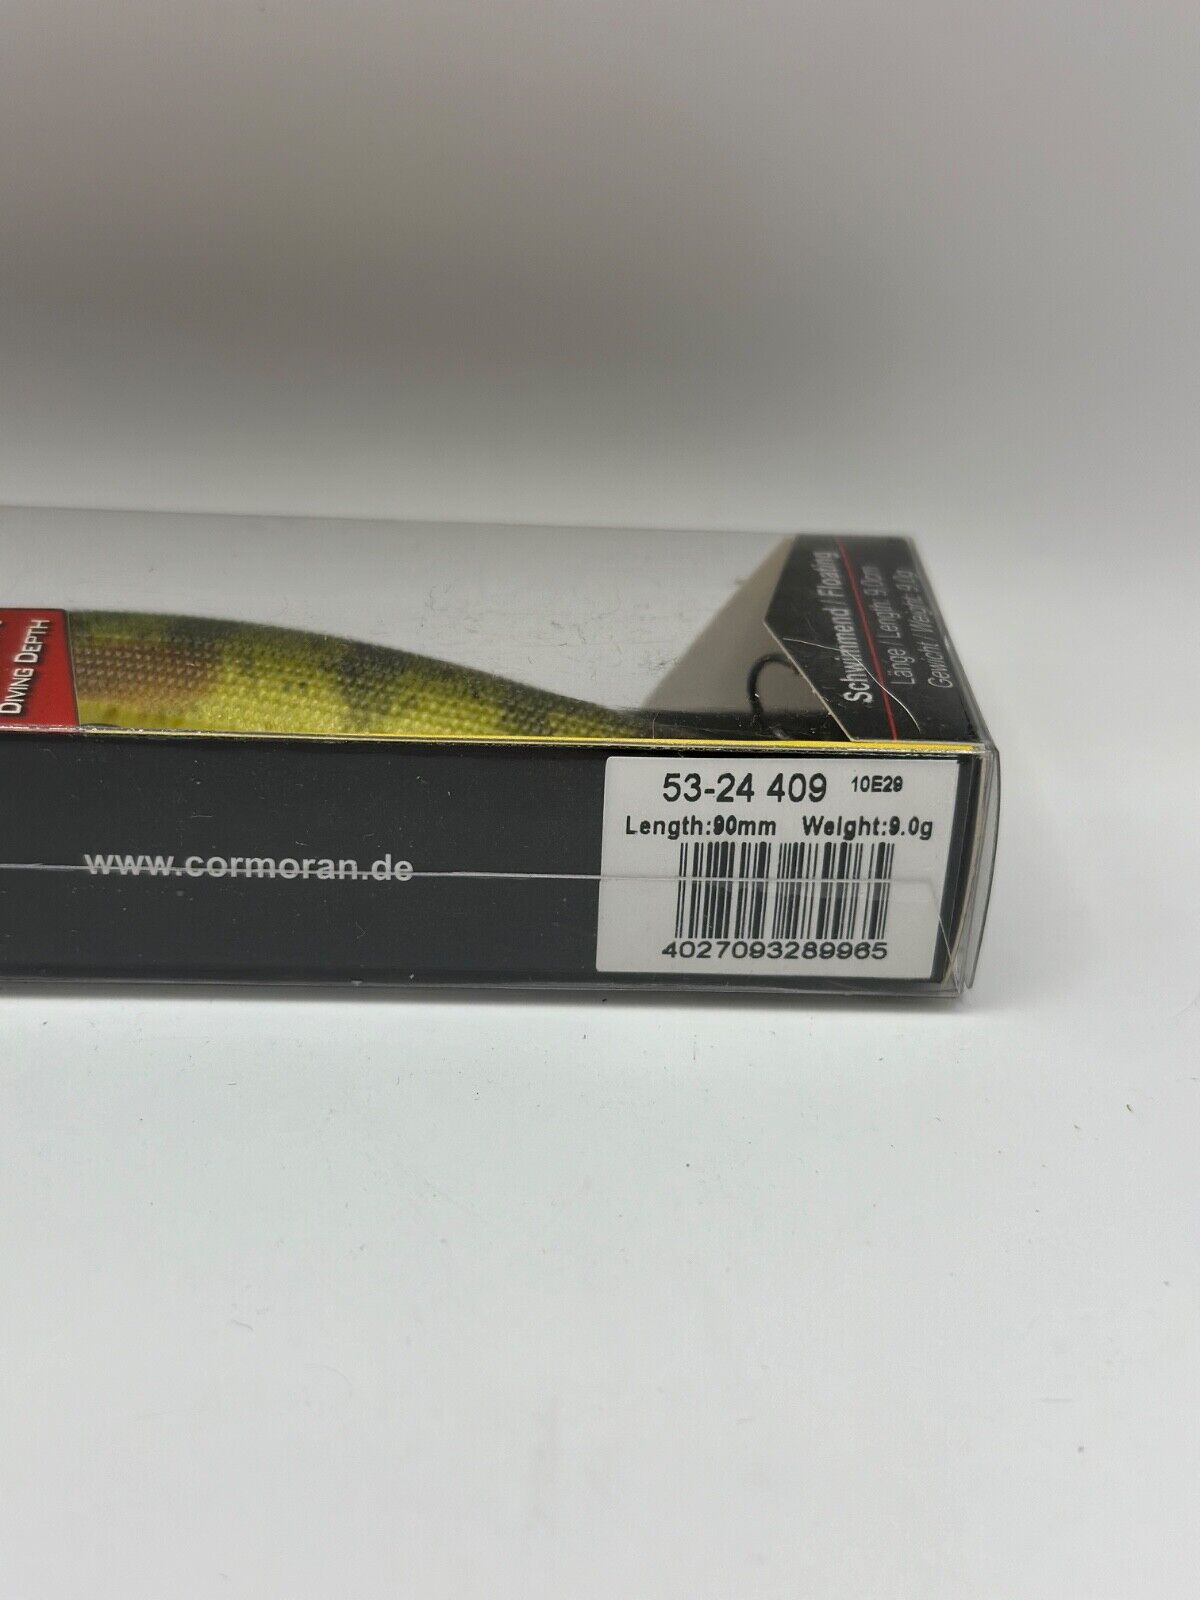 DIVING DEPTH
Schwimmend / Floating
Länge / Length: 9.0cm
Gewicht / Weight: 9.0g
www.cormoran.de
53-24 409 10E29
Length:90mm Weight:9.0g
4027093289965